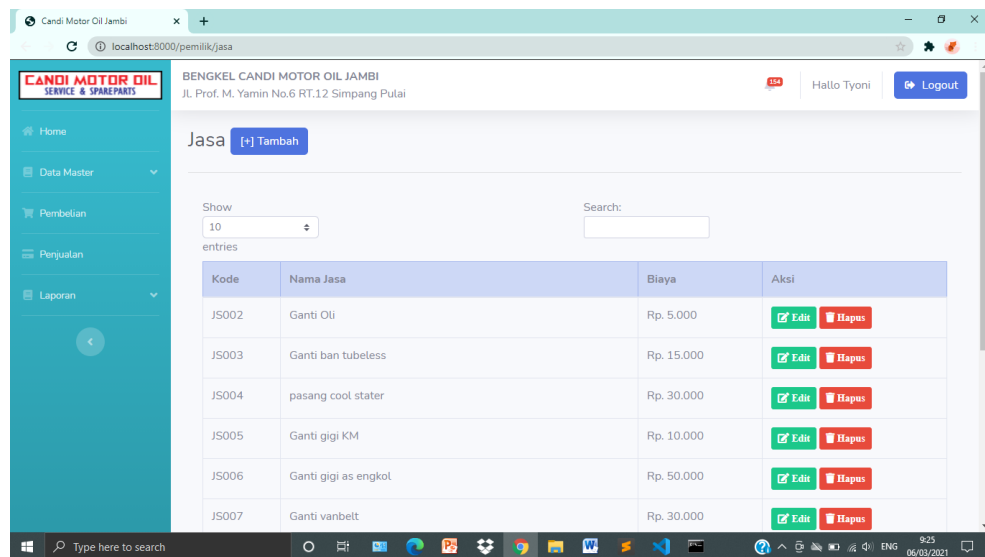 Candi Motor Oil Jambi
localhost:8000/pemilik/jasa
CANDI MOTOR OIL
SERVICE & SPAREPARTS
BENGKEL CANDI MOTOR OIL JAMBI
JL Prof. M. Yamin No.6 RT.12 Simpang Pulai
154
Hallo Tyoni
Logout
Home
Data Master
Pembelian
Penjualan
Laporan
Jasa [+] Tambah
Show
10
entries
Search:
Kode Nama Jasa Biaya Aksi
JS002 Ganti Oli Rp. 5.000 Edit Hapus
JS003 Ganti ban tubeless Rp. 15.000 Edit Hapus
JS004 pasang cool stater Rp. 30.000 Edit Hapus
JS005 Ganti gigi KM Rp. 10.000 Edit Hapus
JS006 Ganti gigi as engkol Rp. 50.000 Edit Hapus
JS007 Ganti vanbelt Rp. 30.000 Edit Hapus
Type here to search
ENG
9:25
06/03/2021